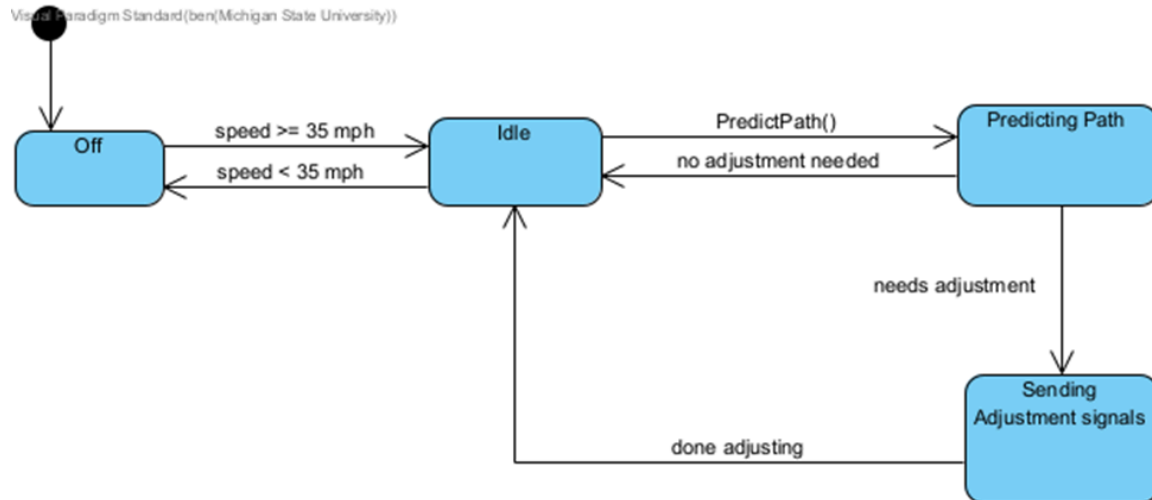 Visual Paradigm Standard(ben(Michigan State University))
Off
speed >= 35 mph
speed < 35 mph
Idle
PredictPath()
no adjustment needed
Predicting Path
needs adjustment
Sending
Adjustment signals
done adjusting